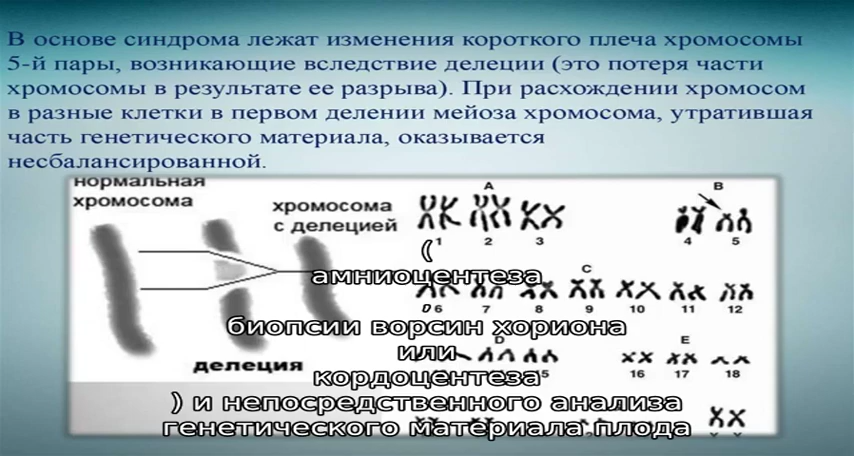 В основе синдрома лежат изменения короткого плеча хромосомы
5-й пары, возникающие вследствие делеции (это потеря части
хромосомы в результате ее разрыва). При расхождении хромосом
в разные клетки в первом делении мейоза хромосома, утратившая
часть генетического материала, оказывается
несбалансированной.
нормальная
хромосома
хромосома
с делецией
делеция
A B
1 2 3 4 5
C
D 6 7 8 9 10 11 12
D E
15 16 17 18
(
амниоцентеза
биопсии ворсин хориона
или
кордоцентеза
) и непосредственного анализа
генетического материала плода